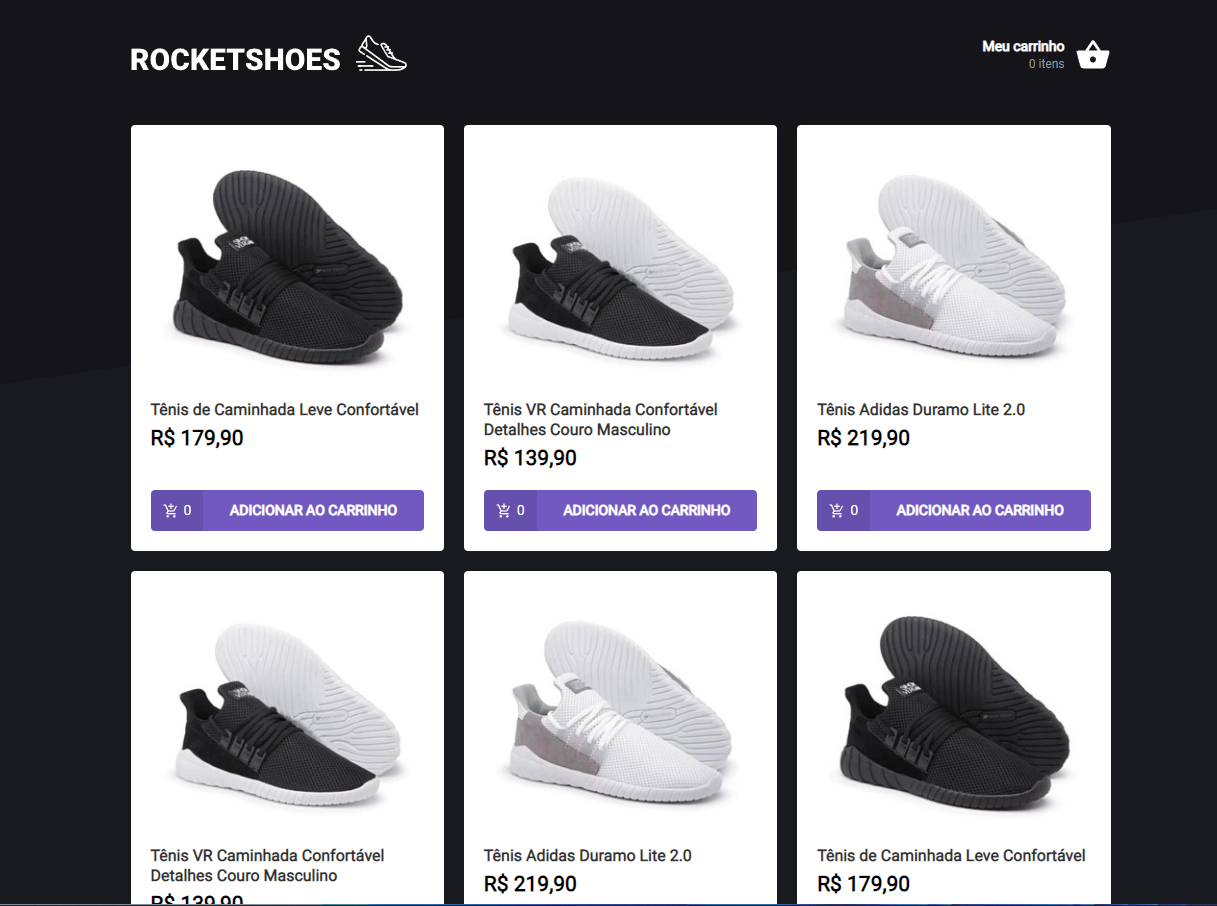 ROCKETSHOES
Meu carrinho
0 itens
Tênis de Caminhada Leve Confortável
R$ 179,90
0 ADICIONAR AO CARRINHO
Tênis VR Caminhada Confortável
Detalhes Couro Masculino
R$ 139,90
0 ADICIONAR AO CARRINHO
Tênis Adidas Duramo Lite 2.0
R$ 219,90
0 ADICIONAR AO CARRINHO
Tênis VR Caminhada Confortável
Detalhes Couro Masculino
R$ 139,90
Tênis Adidas Duramo Lite 2.0
R$ 219,90
Tênis de Caminhada Leve Confortável
R$ 179,90